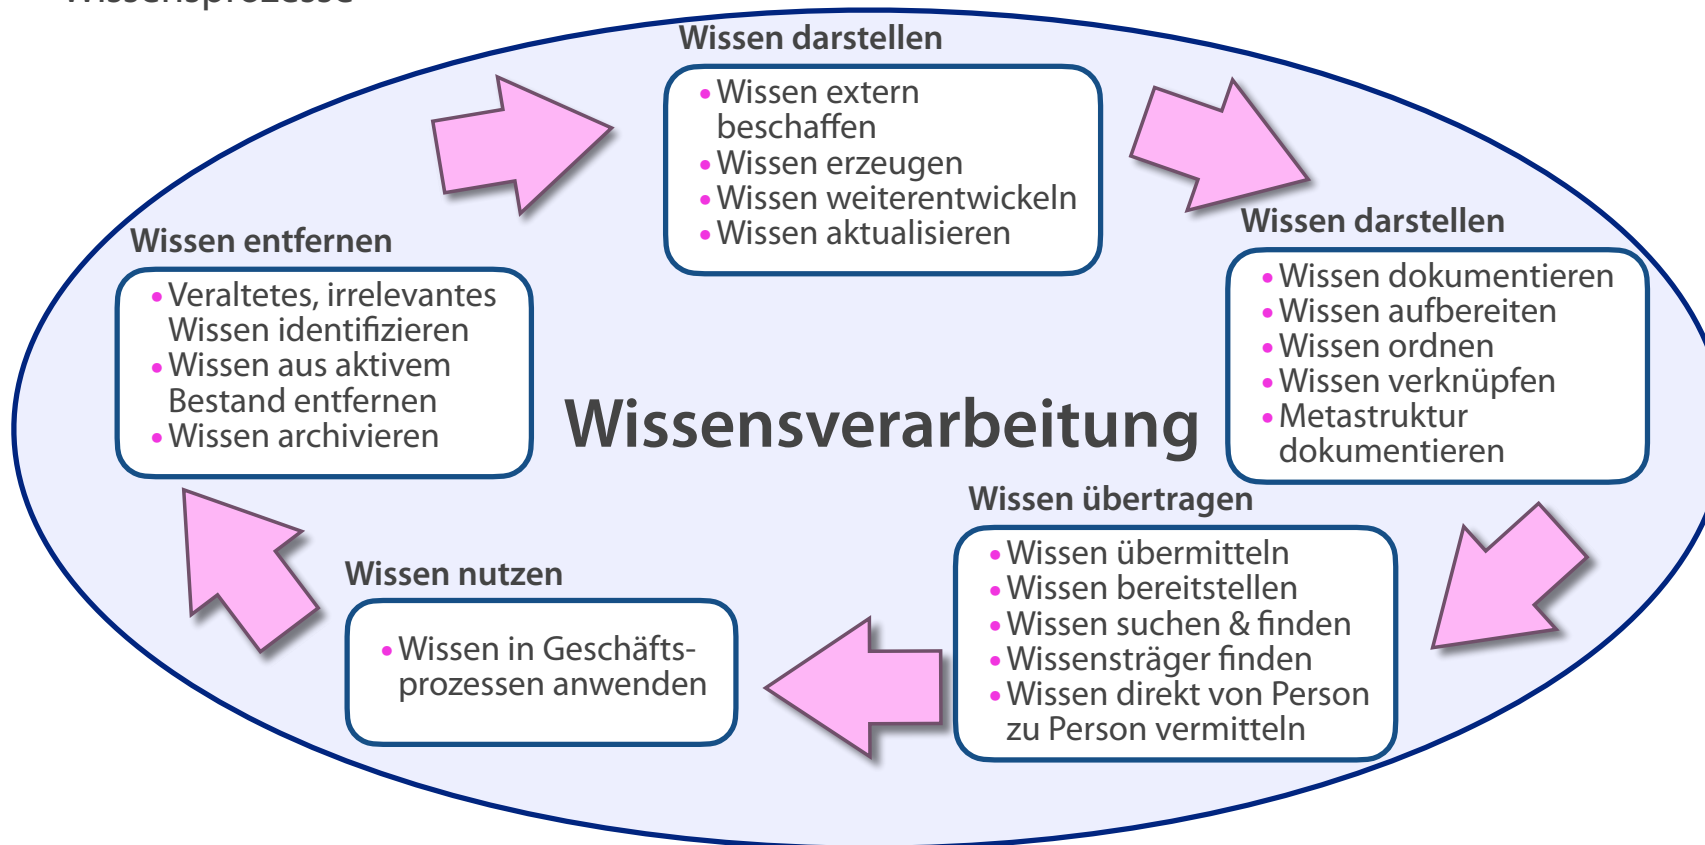 Wissensprozesse
Wissen darstellen
• Wissen extern
beschaffen
• Wissen erzeugen
• Wissen weiterentwickeln
• Wissen aktualisieren
Wissen darstellen
• Wissen dokumentieren
• Wissen aufbereiten
• Wissen ordnen
• Wissen verknüpfen
• Metastruktur
dokumentieren
Wissen entfernen
• Veraltetes, irrelevantes
Wissen identifizieren
• Wissen aus aktivem
Bestand entfernen
• Wissen archivieren
Wissensverarbeitung
Wissen übertragen
• Wissen übermitteln
• Wissen bereitstellen
• Wissen suchen & finden
• Wissensträger finden
• Wissen direkt von Person
zu Person vermitteln
Wissen nutzen
• Wissen in Geschäfts-
prozessen anwenden